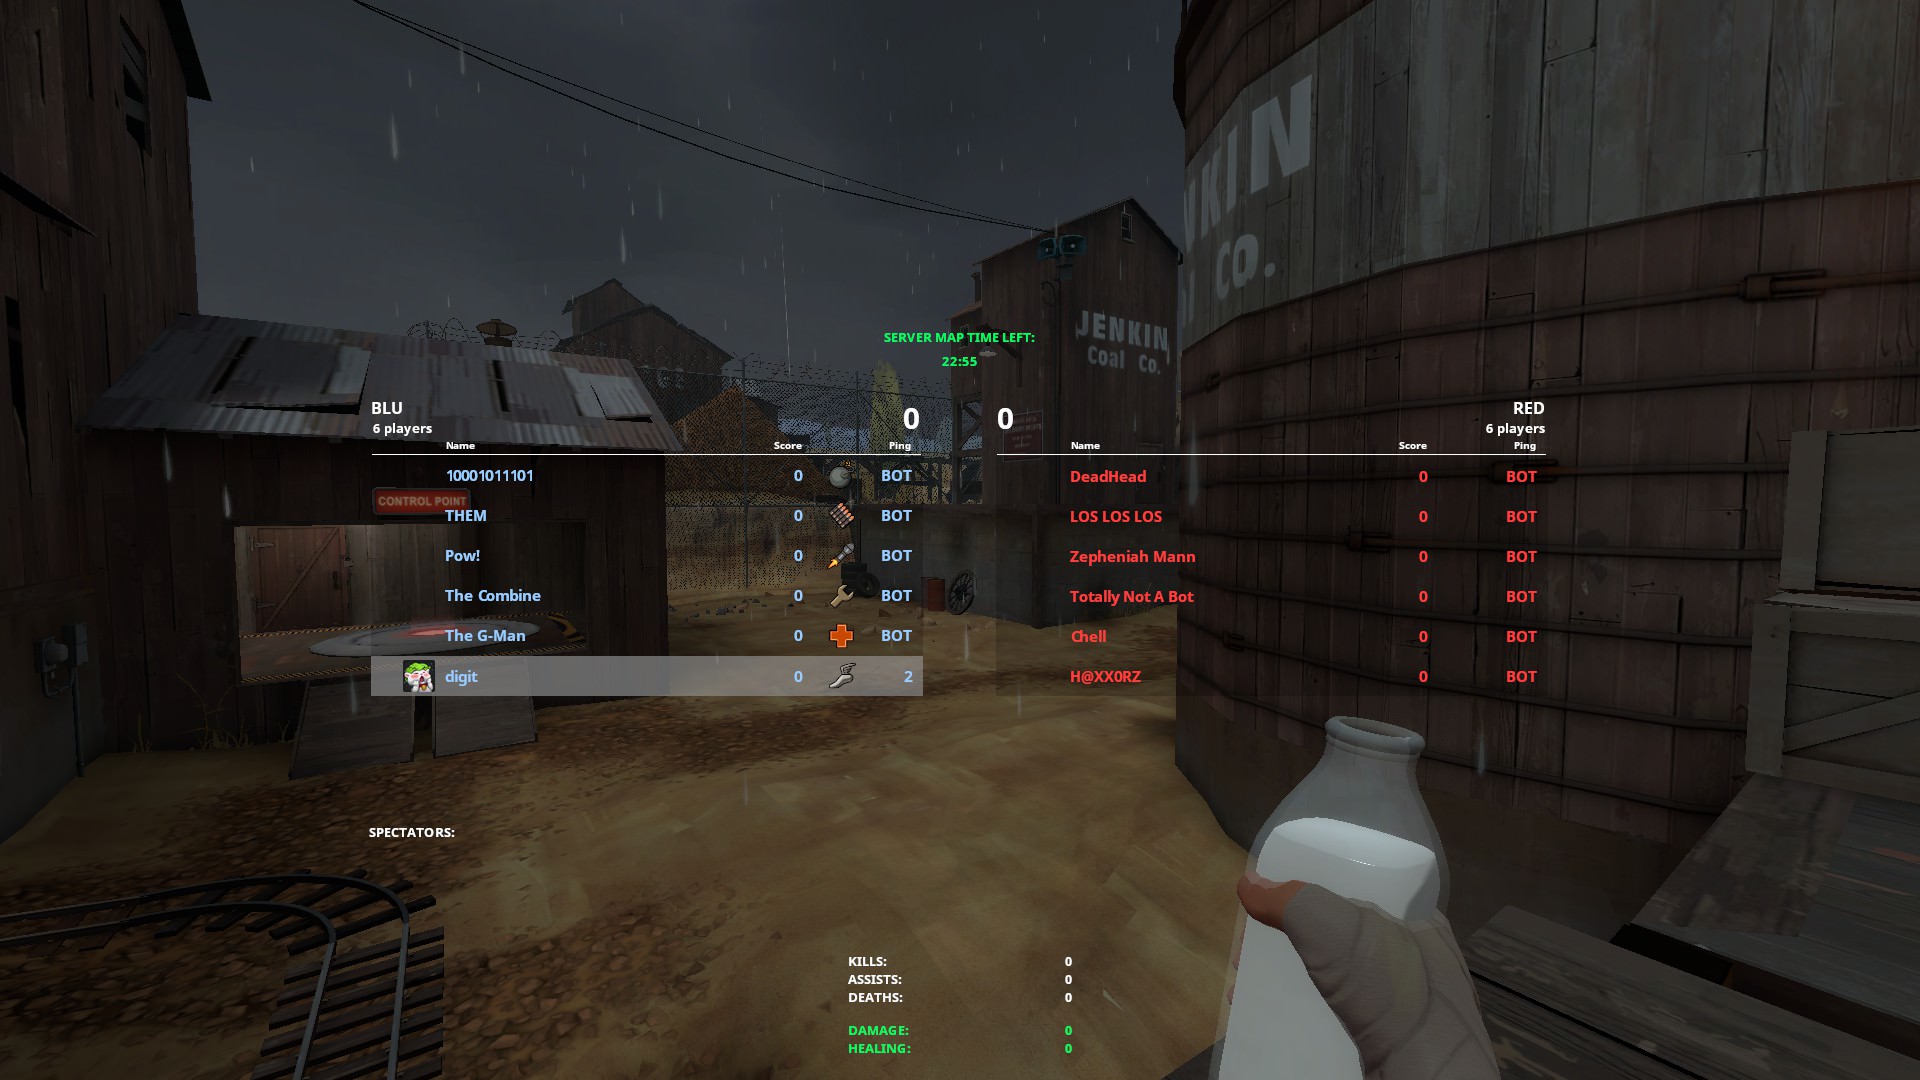 NKIN
CO.
SERVER MAP TIME LEFT:
22:55
JENKIN
Coal Co.
BLU 0
6 players
Name Score Ping
10001011101 0 BOT
CONTROL POINT
THEM 0 BOT
Pow! 0 BOT
The Combine 0 BOT
The G-Man 0 BOT
digit 0 2
0 RED
6 players
Name Score Ping
DeadHead 0 BOT
LOS LOS LOS 0 BOT
Zepheniah Mann 0 BOT
Totally Not A Bot 0 BOT
Chell 0 BOT
H@XX0RZ 0 BOT
SPECTATORS:
KILLS: 0
ASSISTS: 0
DEATHS: 0
DAMAGE: 0
HEALING: 0